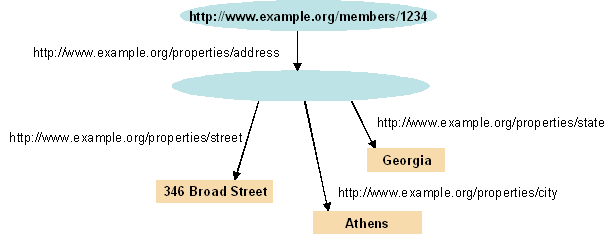 http://www.example.org/members/1234
http://www.example.org/properties/address
http://www.example.org/properties/state
http://www.example.org/properties/street
Georgia
346 Broad Street
http://www.example.org/properties/city
Athens